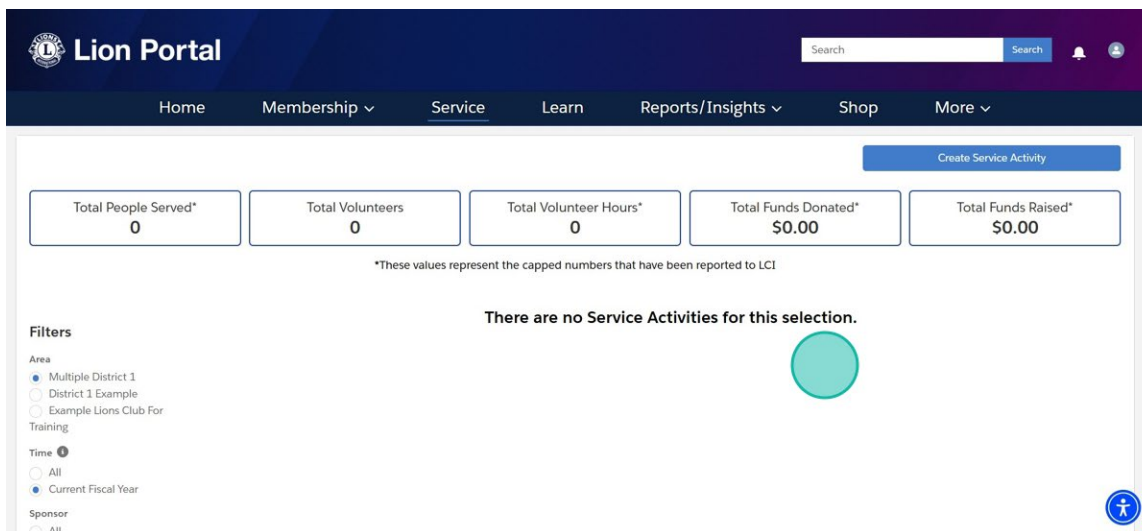 LIONS
L
INTERNATIONAL
Lion Portal
Search
Search
Home Membership Service Learn Reports/Insights Shop More
Create Service Activity
Total People Served* Total Volunteers Total Volunteer Hours* Total Funds Donated* Total Funds Raised*
0 0 0 $0.00 $0.00
*These values represent the capped numbers that have been reported to LCI
There are no Service Activities for this selection.
Filters
Area
Multiple District 1
District 1 Example
Example Lions Club For
Training
Time
All
Current Fiscal Year
Sponsor
All